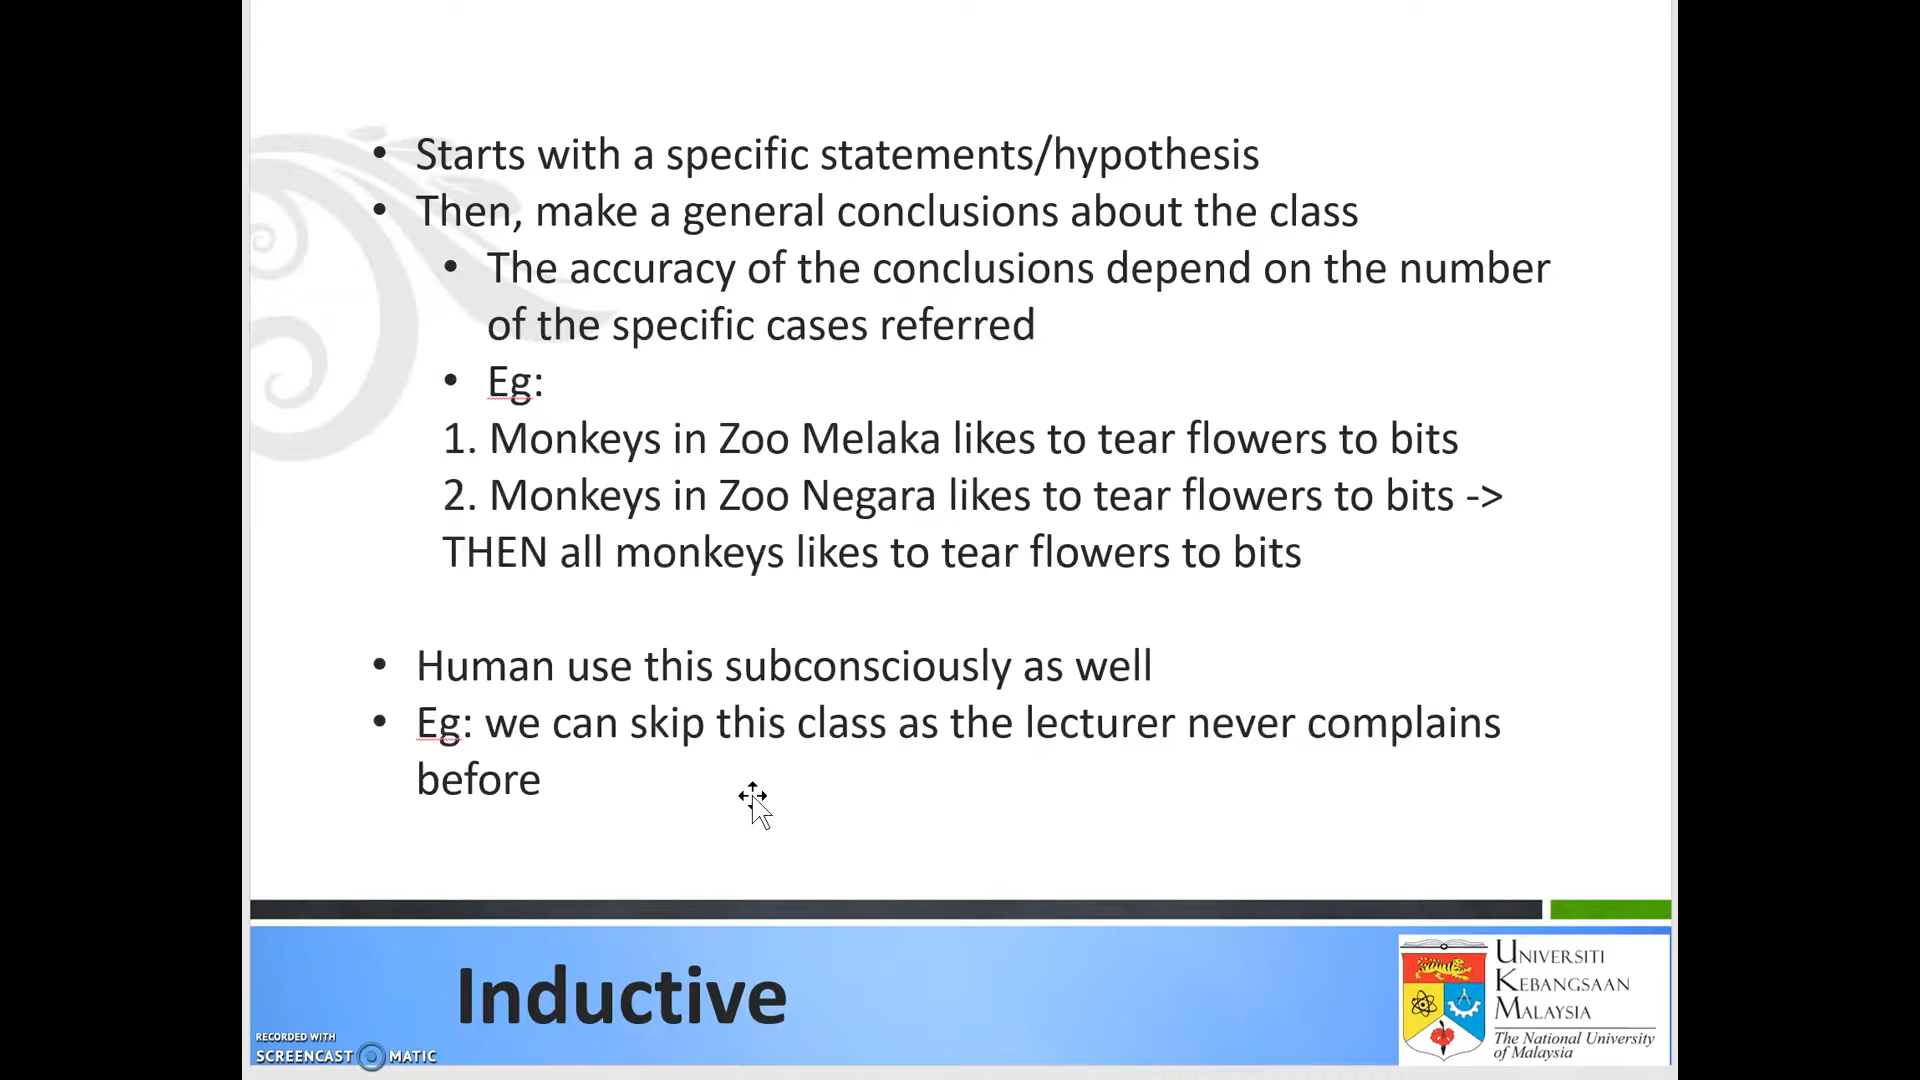 • Starts with a specific statements/hypothesis
• Then, make a general conclusions about the class
• The accuracy of the conclusions depend on the number
of the specific cases referred
• Eg:
1. Monkeys in Zoo Melaka likes to tear flowers to bits
2. Monkeys in Zoo Negara likes to tear flowers to bits ->
THEN all monkeys likes to tear flowers to bits
• Human use this subconsciously as well
• Eg: we can skip this class as the lecturer never complains
before
Inductive
UNIVERSITI
KEBANGSAAN
MALAYSIA
The National University
of Malaysia
RECORDED WITH
SCREENCAST MATIC